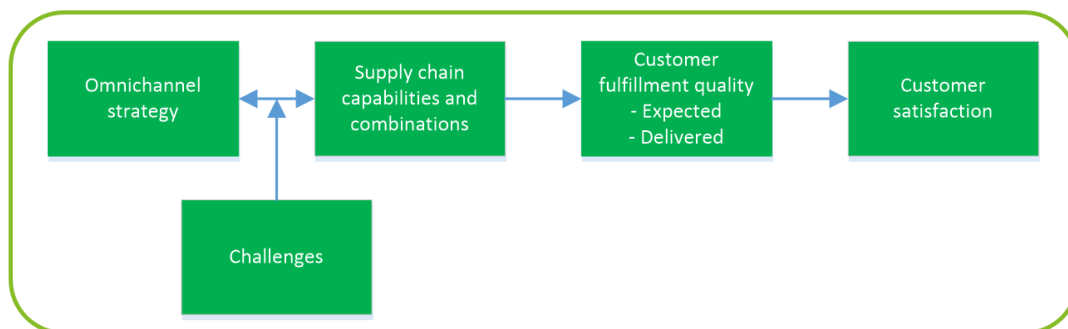 Omnichannel
strategy
Supply chain
capabilities and
combinations
Customer
fulfillment quality
- Expected
- Delivered
Customer
satisfaction
Challenges